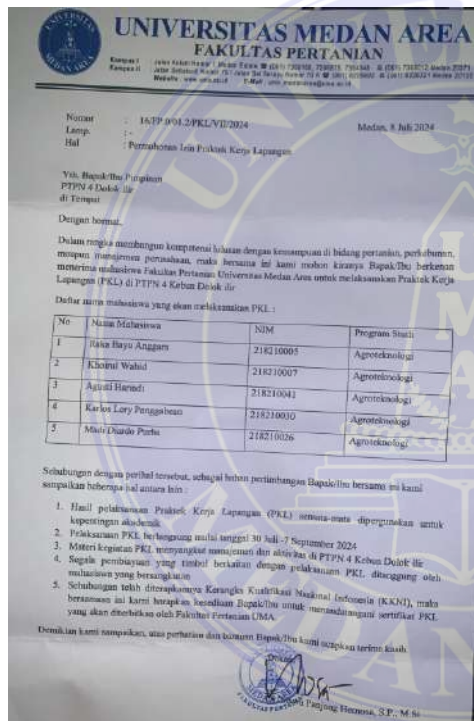 UNIVERSITAS MEDAN AREA
FAKULTAS PERTANIAN
Kampus I
Kampus II
Nomor : 16/FP.0/01.2/PKL/VII/2024
Medan, 8 Juli 2024
Lamp. : -
Hal : Permohonan Izin Praktek Kerja Lapangan
Yth. Bapak/Ibu Pimpinan
PTPN 4 Dolok ilir
di Tempat
Dengan hormat,
Dalam rangka membangun kompetensi lulusan dengan kemampuan di bidang pertanian, perkebunan,
maupun manajemen perusahaan, maka bersama ini kami mohon kiranya Bapak/Ibu berkenan
menerima mahasiswa Fakultas Pertanian Universitas Medan Area untuk melaksanakan Praktek Kerja
Lapangan (PKL) di PTPN 4 Kebun Dolok ilir
Daftar nama mahasiswa yang akan melaksanakan PKL :
No Nama Mahasiswa NIM Program Studi
1 Raka Bayu Anggara 218210005 Agroteknologi
2 Khoirul Wahid 218210007 Agroteknologi
3 Agusti Hariadi 218210041 Agroteknologi
4 Karlos Lory Panggabean 218210030 Agroteknologi
5 Madi Diardo Purba 218210026 Agroteknologi
Sehubungan dengan perihal tersebut, sebagai bahan pertimbangan Bapak/Ibu bersama ini kami
sampaikan beberapa hal antara lain :
1. Hasil pelaksanaan Praktek Kerja Lapangan (PKL) semata-mata dipergunakan untuk
kepentingan akademik
2. Pelaksanaan PKL berlangsung mulai tanggal 30 Juli -7 September 2024
3. Materi kegiatan PKL menyangkut manajemen dan aktivitas di PTPN 4 Kebun Dolok ilir
4. Segala pembiayaan yang timbul berkaitan dengan pelaksanaan PKL ditanggung oleh
mahasiswa yang bersangkutan
5. Sehubungan telah diterapkannya Kerangka Kualifikasi Nasional Indonesia (KKNI), maka
bersamaan ini kami harapkan kesediaan Bapak/Ibu untuk menandatangani sertifikat PKL
yang akan diterbitkan oleh Fakultas Pertanian UMA.
Demikian kami sampaikan, atas perhatian dan bantuan Bapak/Ibu kami ucapkan terima kasih.
Dekan
Panjang Hernosa, S.P., M.Si